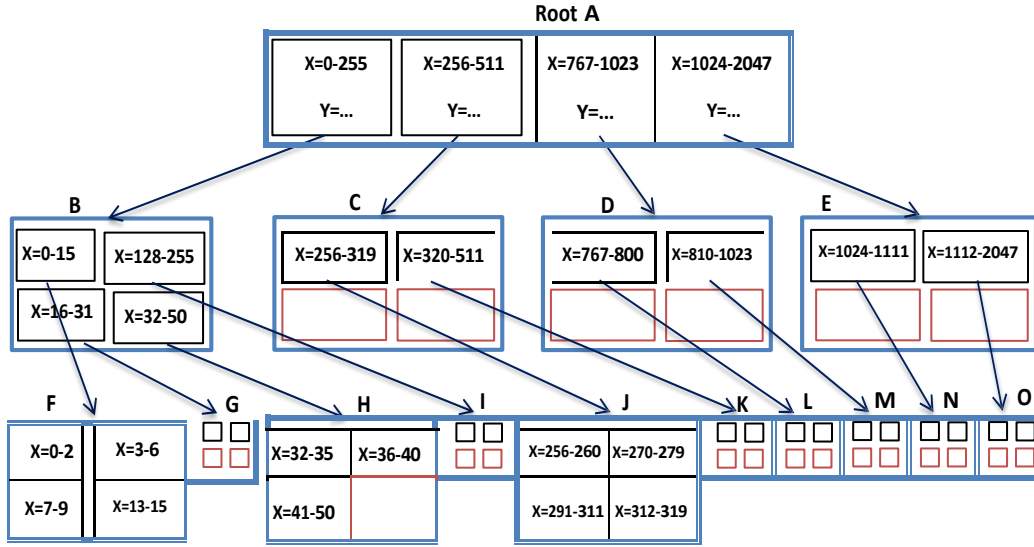 Root A
X=0-255 X=256-511 X=767-1023 X=1024-2047
Y=... Y=... Y=... Y=...
B C D E
X=0-15 X=128-255 X=256-319 X=320-511 X=767-800 X=810-1023 X=1024-1111 X=1112-2047
X=16-31 X=32-50
F G H I J K L M N O
X=0-2 X=3-6 X=32-35 X=36-40 X=256-260 X=270-279
X=7-9 X=13-15 X=41-50 X=291-311 X=312-319